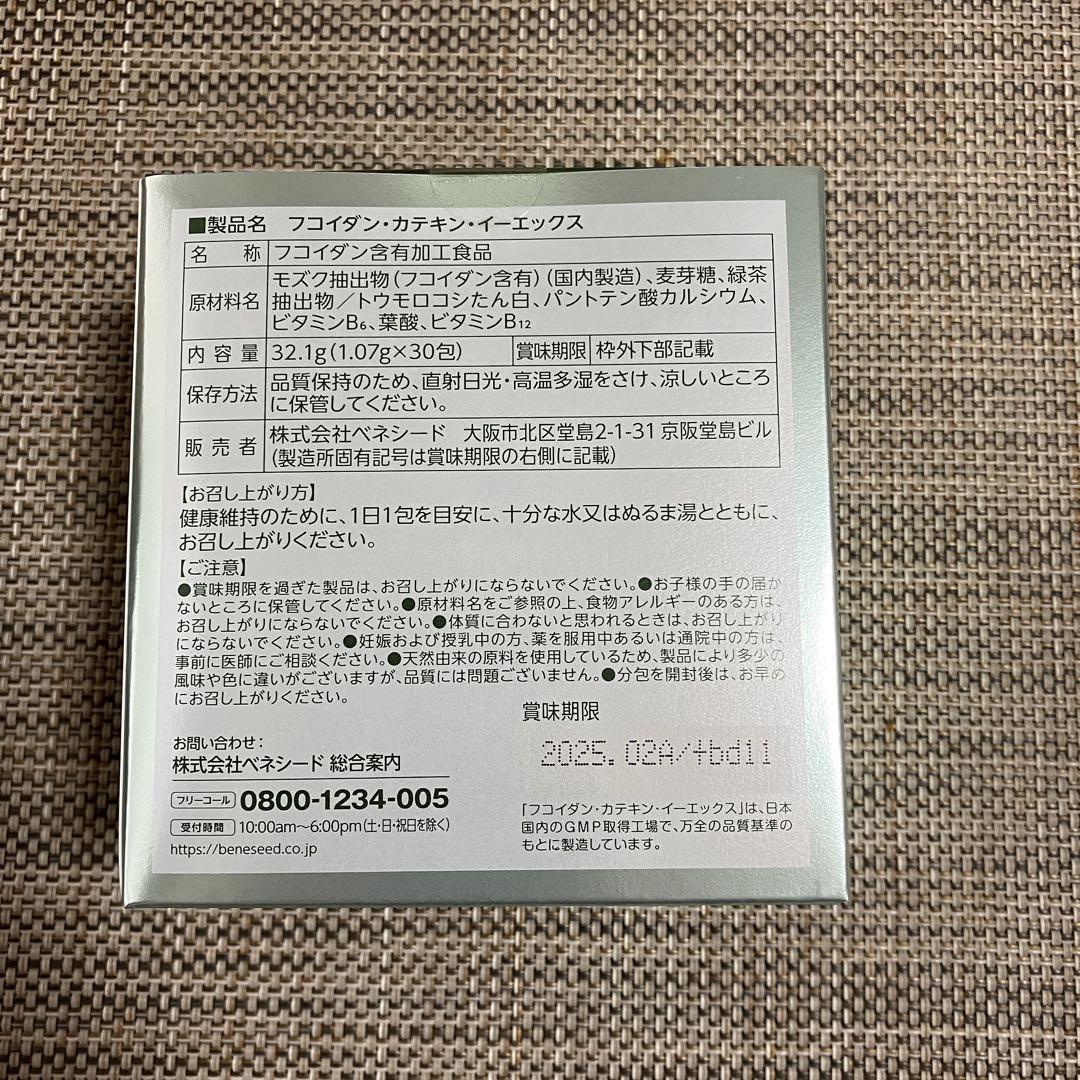 ■製品名 フコイダン・カテキン・イーエックス
名 称 フコイダン含有加工食品
原材料名 モズク抽出物(フコイダン含有)(国内製造)、麦芽糖、緑茶
抽出物／トウモロコシたん白、パントテン酸カルシウム、
ビタミンB₆、葉酸、ビタミンB₁₂
内 容 量 32.1g(1.07g×30包) 賞味期限 枠外下部記載
保存方法 品質保持のため、直射日光・高温多湿をさけ、涼しいところ
に保管してください。
販 売 者 株式会社ベネシード 大阪市北区堂島2-1-31 京阪堂島ビル
(製造所固有記号は賞味期限の右側に記載)
【お召し上がり方】
健康維持のために、1日1包を目安に、十分な水又はぬるま湯とともに、
お召し上がりください。
【ご注意】
●賞味期限を過ぎた製品は、お召し上がりにならないでください。●お子様の手の届か
ないところに保管してください。●原材料名をご参照の上、食物アレルギーのある方は、
お召し上がりにならないでください。●体質に合わないと思われるときは、お召し上がり
にならないでください。●妊娠および授乳中の方、薬を服用中あるいは通院中の方は、
事前に医師にご相談ください。●天然由来の原料を使用しているため、製品により多少の
風味や色に違いがございますが、品質には問題ございません。●分包を開封後は、お早め
にお召し上がりください。
賞味期限
2025.02A/fbd11
お問い合わせ：
株式会社ベネシード 総合案内
フリーコール 0800-1234-005
受付時間 10:00am〜6:00pm(土・日・祝日を除く)
https://beneseed.co.jp
「フコイダン・カテキン・イーエックス」は、日本
国内のGMP取得工場で、万全の品質基準の
もとに製造しています。